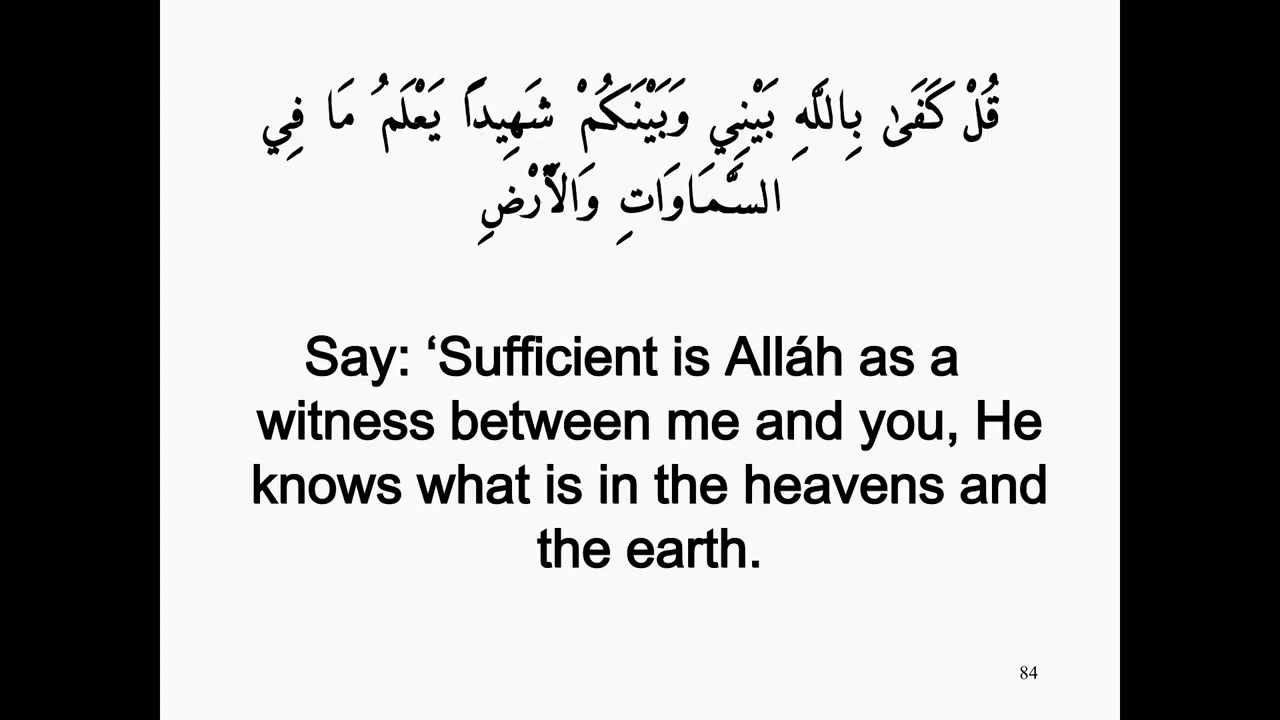 قُلْ كَفَىٰ بِاللَّهِ بَيْنِي وَبَيْنَكُمْ شَهِيداً يَعْلَمُ مَا فِي
السَّمَاوَاتِ وَالْأَرْضِ
Say: ‘Sufficient is Alláh as a
witness between me and you, He
knows what is in the heavens and
the earth.
84